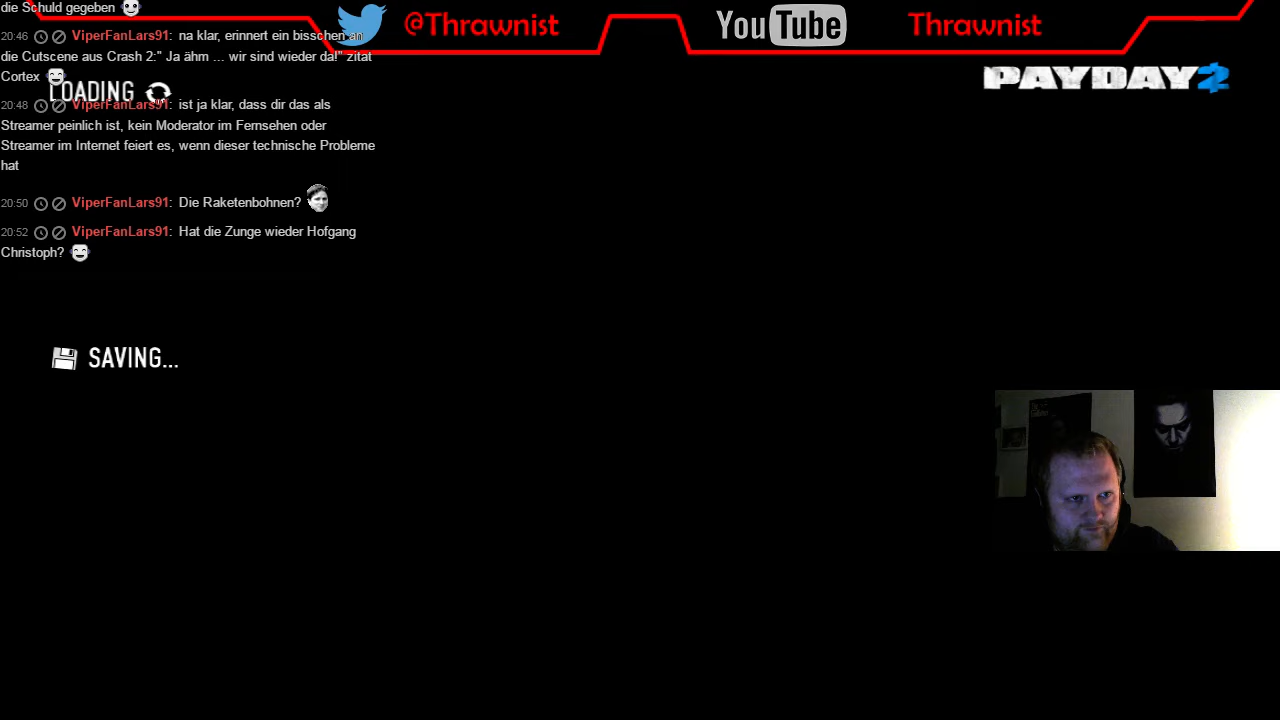 die Schuld gegeben
@Thrawnist
YouTube
Thrawnist
20:46 ViperFanLars91: na klar, erinnert ein bisschen an
die Cutscene aus Crash 2:" Ja ähm ... wir sind wieder da!" zitat
Cortex
LOADING
PAYDAY 2
20:48 ViperFanLars91: ist ja klar, dass dir das als
Streamer peinlich ist, kein Moderator im Fernsehen oder
Streamer im Internet feiert es, wenn dieser technische Probleme
hat
20:50 ViperFanLars91: Die Raketenbohnen?
20:52 ViperFanLars91: Hat die Zunge wieder Hofgang
Christoph?
SAVING...